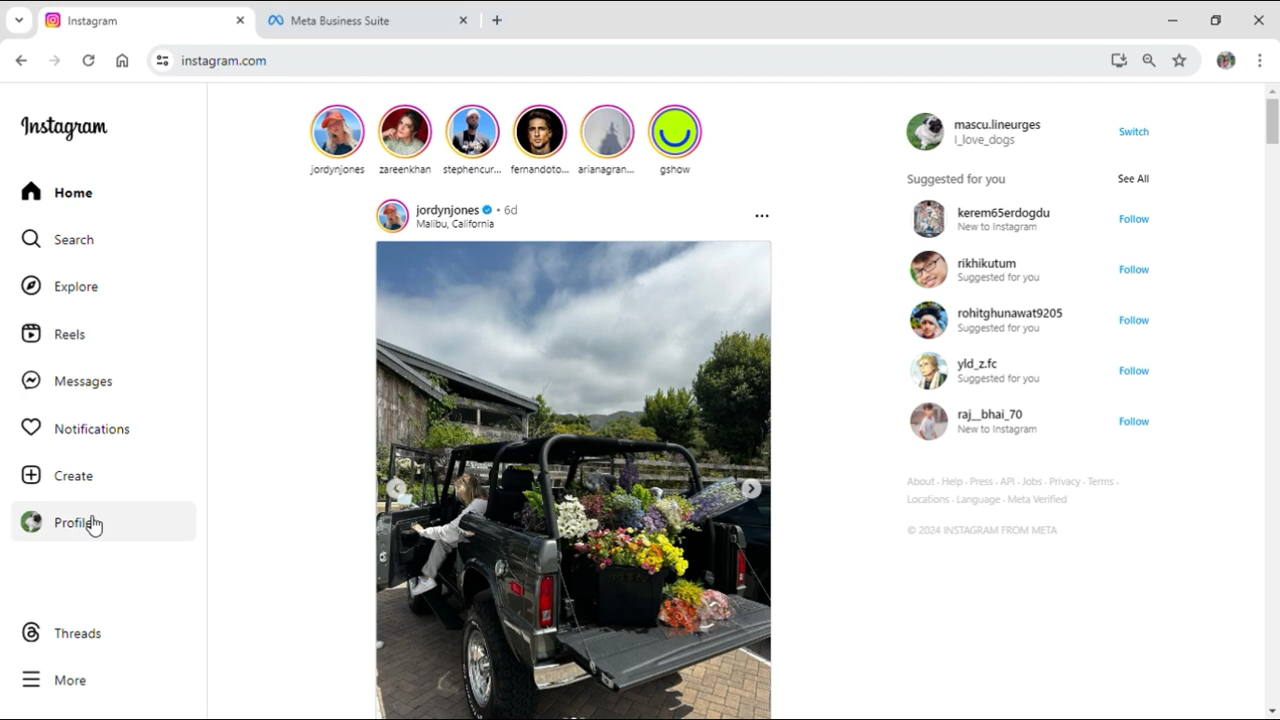 Instagram
Meta Business Suite
instagram.com
Instagram
Home
Search
Explore
Reels
Messages
Notifications
Create
Profile
Threads
More
jordynjones
zareenkhan
stephencur...
fernandoto...
arianagran...
gshow
jordynjones • 6d
Malibu, California
mascu.lineurges
I_love_dogs
Switch
Suggested for you
See All
kerem65erdogdu
New to Instagram
Follow
rikhikutum
Suggested for you
Follow
rohitghunawat9205
Suggested for you
Follow
yld_z.fc
Suggested for you
Follow
raj__bhai_70
New to Instagram
Follow
About · Help · Press · API · Jobs · Privacy · Terms ·
Locations · Language · Meta Verified
© 2024 INSTAGRAM FROM META